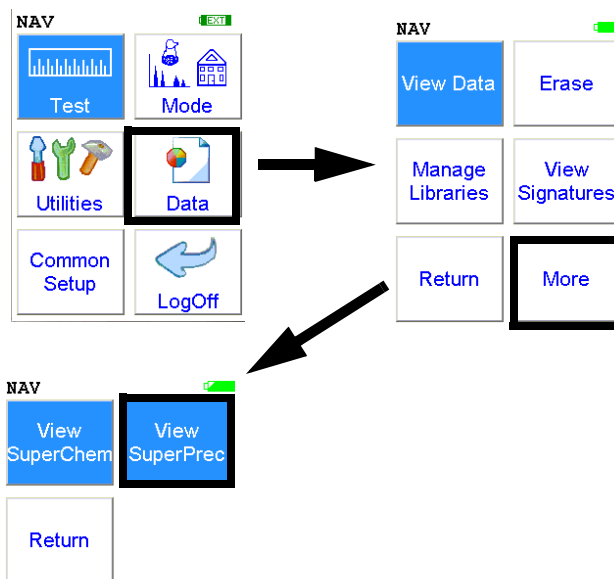 NAV
EXT
Test
Mode
Utilities
Data
Common
Setup
LogOff
NAV
View Data
Erase
Manage
Libraries
View
Signatures
Return
More
NAV
View
SuperChem
View
SuperPrec
Return